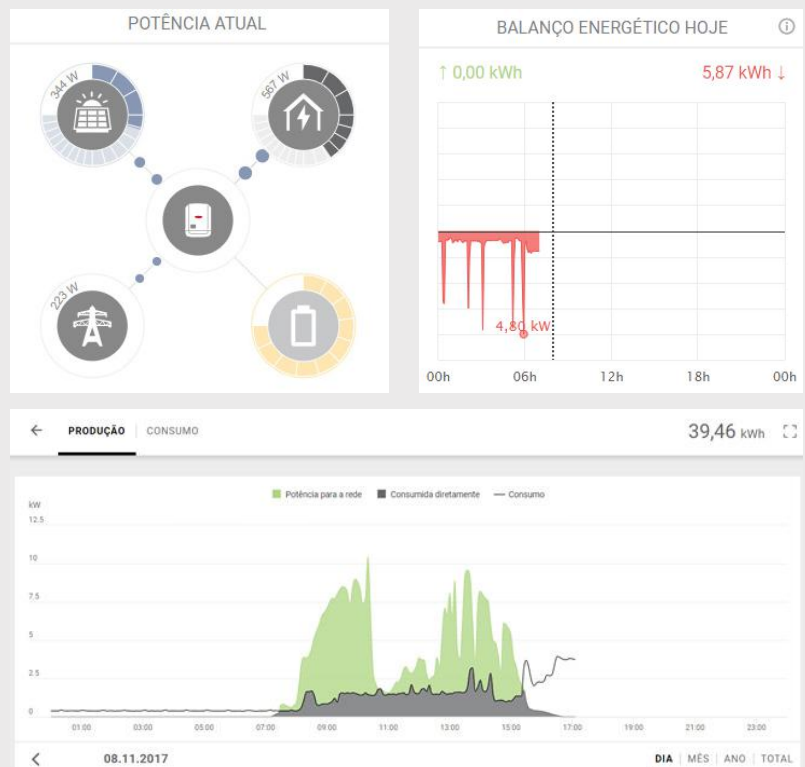 POTÊNCIA ATUAL
344 W
567 W
223 W
BALANÇO ENERGÉTICO HOJE
↑ 0,00 kWh
5,87 kWh ↓
4,80 kW
00h 06h 12h 18h 00h
← PRODUÇÃO CONSUMO
39,46 kWh
Potência para a rede Consumida diretamente Consumo
kW
12.5
10
7.5
5
2.5
0
01:00 03:00 05:00 07:00 09:00 11:00 13:00 15:00 17:00 19:00 21:00 23:00
08.11.2017
DIA MÊS ANO TOTAL